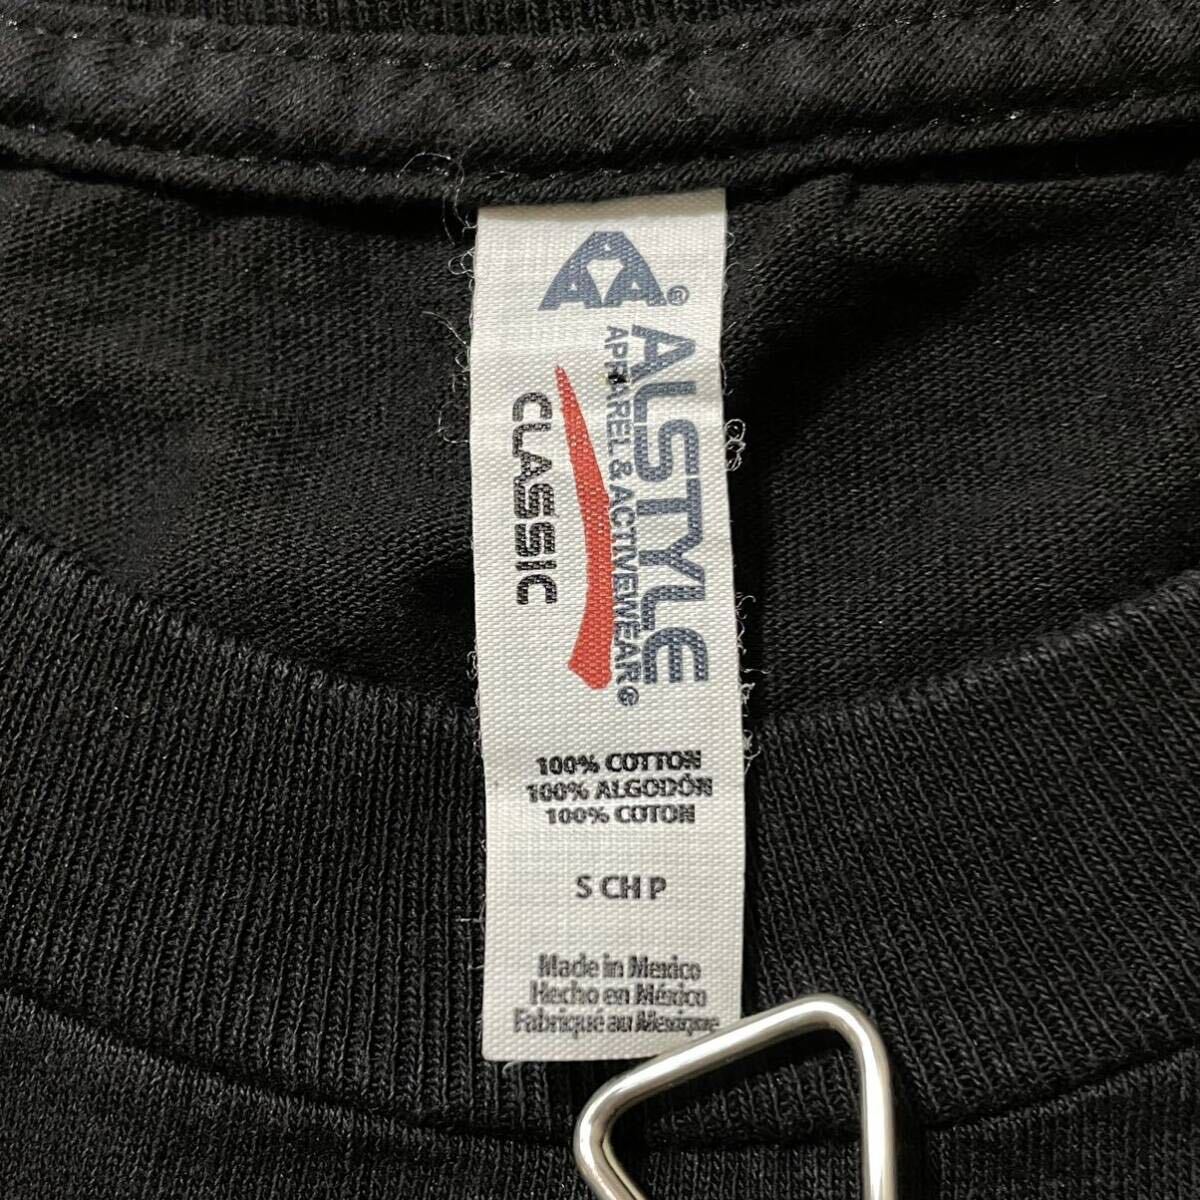 AAA®
ALSTYLE
APPAREL & ACTIVEWEAR®
CLASSIC
100% COTTON
100% ALGODÓN
100% COTON
S CH P
Made in Mexico
Hecho en México
Fabriqué au Mexique